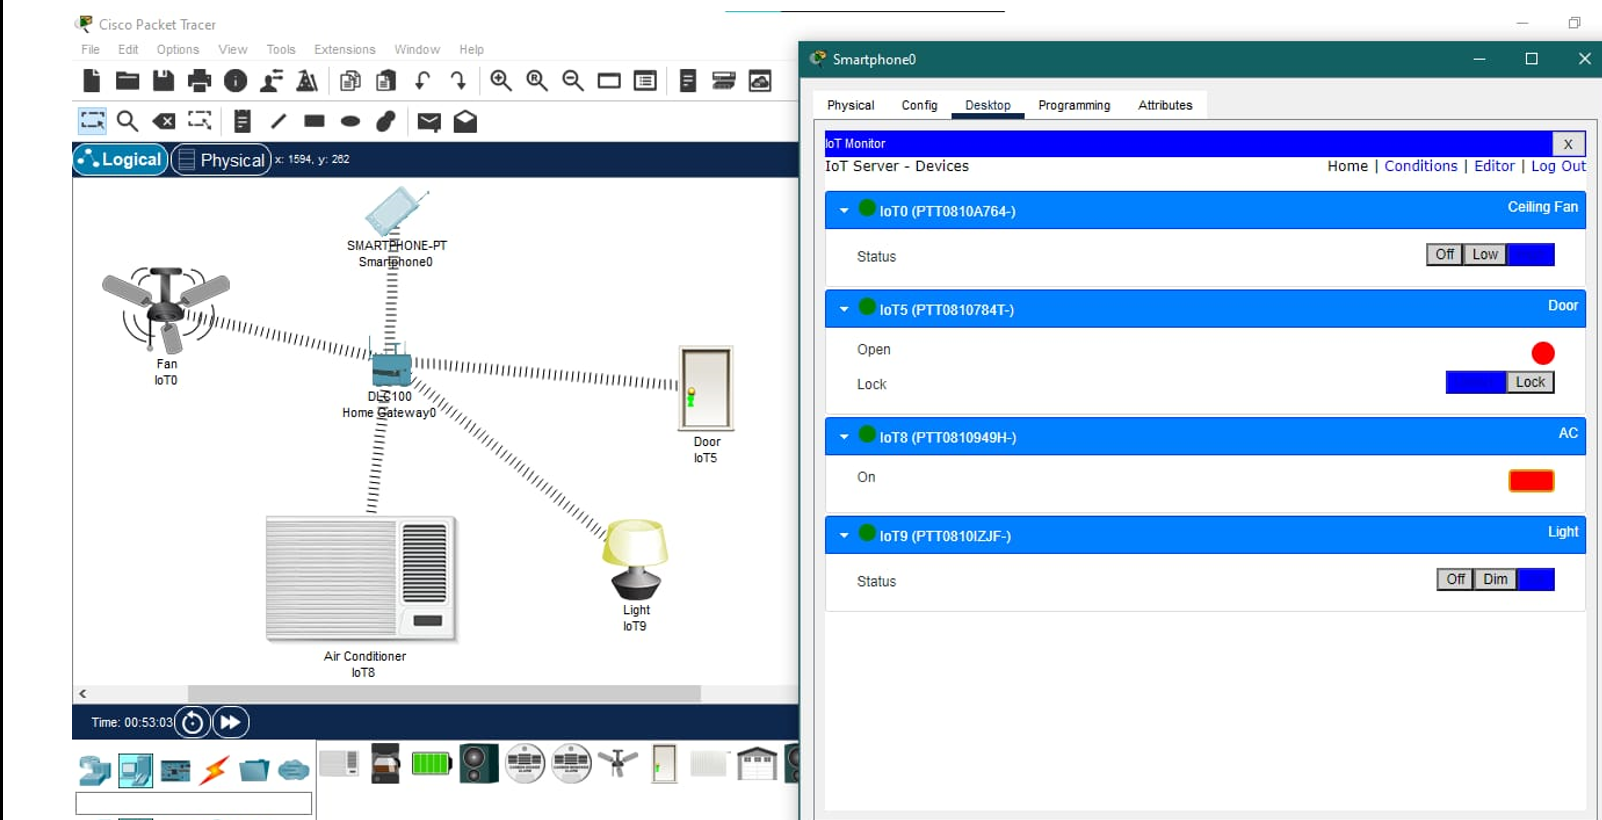 Cisco Packet Tracer
File Edit Options View Tools Extensions Window Help
Logical Physical x: 1594, y: 262
SMARTPHONE-PT
Smartphone0
Fan
IoT0
DLC100
Home Gateway0
Door
IoT5
Light
IoT9
Air Conditioner
IoT8
Time: 00:53:03
Smartphone0
Physical Config Desktop Programming Attributes
IoT Monitor X
IoT Server - Devices Home | Conditions | Editor | Log Out
IoT0 (PTT0810A764-) Ceiling Fan
Status Off Low
IoT5 (PTT0810784T-) Door
Open
Lock Lock
IoT8 (PTT0810949H-) AC
On
IoT9 (PTT0810IZJF-) Light
Status Off Dim